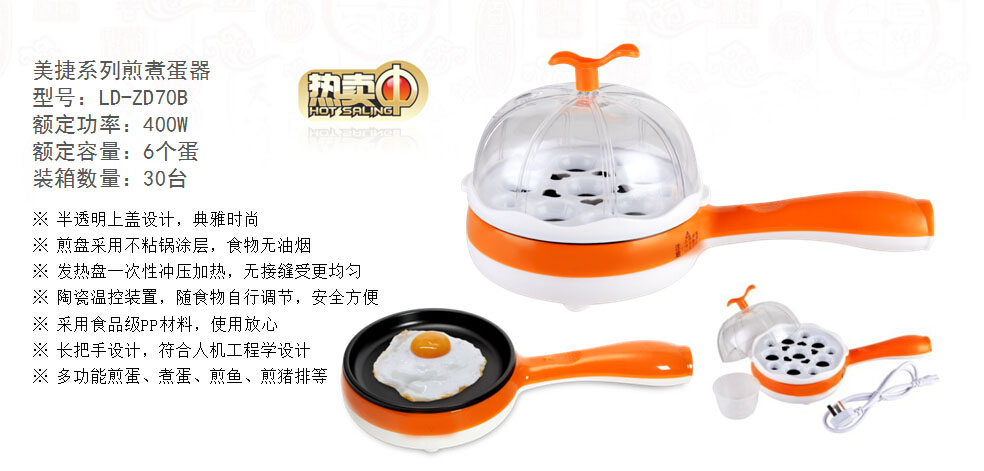 美捷系列煎煮蛋器
型号：LD-ZD70B
额定功率：400W
额定容量：6个蛋
装箱数量：30台
热卖中
HOT SALING
※ 半透明上盖设计，典雅时尚
※ 煎盘采用不粘锅涂层，食物无油烟
※ 发热盘一次性冲压加热，无接缝受更均匀
※ 陶瓷温控装置，随食物自行调节，安全方便
※ 采用食品级PP材料，使用放心
※ 长把手设计，符合人机工程学设计
※ 多功能煎蛋、煮蛋、煎鱼、煎猪排等